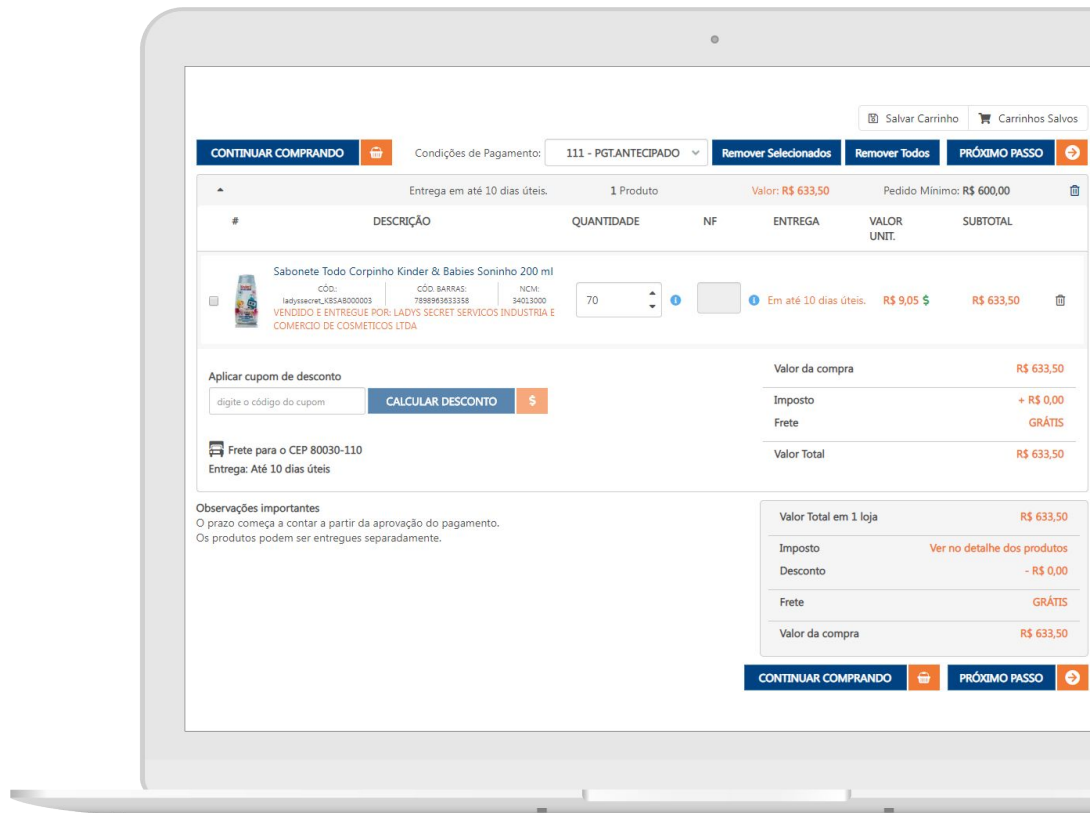 Salvar Carrinho
Carrinhos Salvos
CONTINUAR COMPRANDO
Condições de Pagamento:
111 - PGT.ANTECIPADO
Remover Selecionados
Remover Todos
PRÓXIMO PASSO
Entrega em até 10 dias úteis.
1 Produto
Valor: R$ 633,50
Pedido Mínimo: R$ 600,00
#
DESCRIÇÃO
QUANTIDADE
NF
ENTREGA
VALOR
UNIT.
SUBTOTAL
Sabonete Todo Corpinho Kinder & Babies Soninho 200 ml
CÓD.:
ladyssecret_KBSAB000003
CÓD. BARRAS:
7898963633358
NCM:
34013000
VENDIDO E ENTREGUE POR: LADYS SECRET SERVICOS INDUSTRIA E
COMERCIO DE COSMETICOS LTDA
70
Em até 10 dias úteis.
R$ 9,05 $
R$ 633,50
Aplicar cupom de desconto
digite o código do cupom
CALCULAR DESCONTO
$
Frete para o CEP 80030-110
Entrega: Até 10 dias úteis
Valor da compra
R$ 633,50
Imposto
+ R$ 0,00
Frete
GRÁTIS
Valor Total
R$ 633,50
Observações importantes
O prazo começa a contar a partir da aprovação do pagamento.
Os produtos podem ser entregues separadamente.
Valor Total em 1 loja
R$ 633,50
Imposto
Ver no detalhe dos produtos
Desconto
- R$ 0,00
Frete
GRÁTIS
Valor da compra
R$ 633,50
CONTINUAR COMPRANDO
PRÓXIMO PASSO